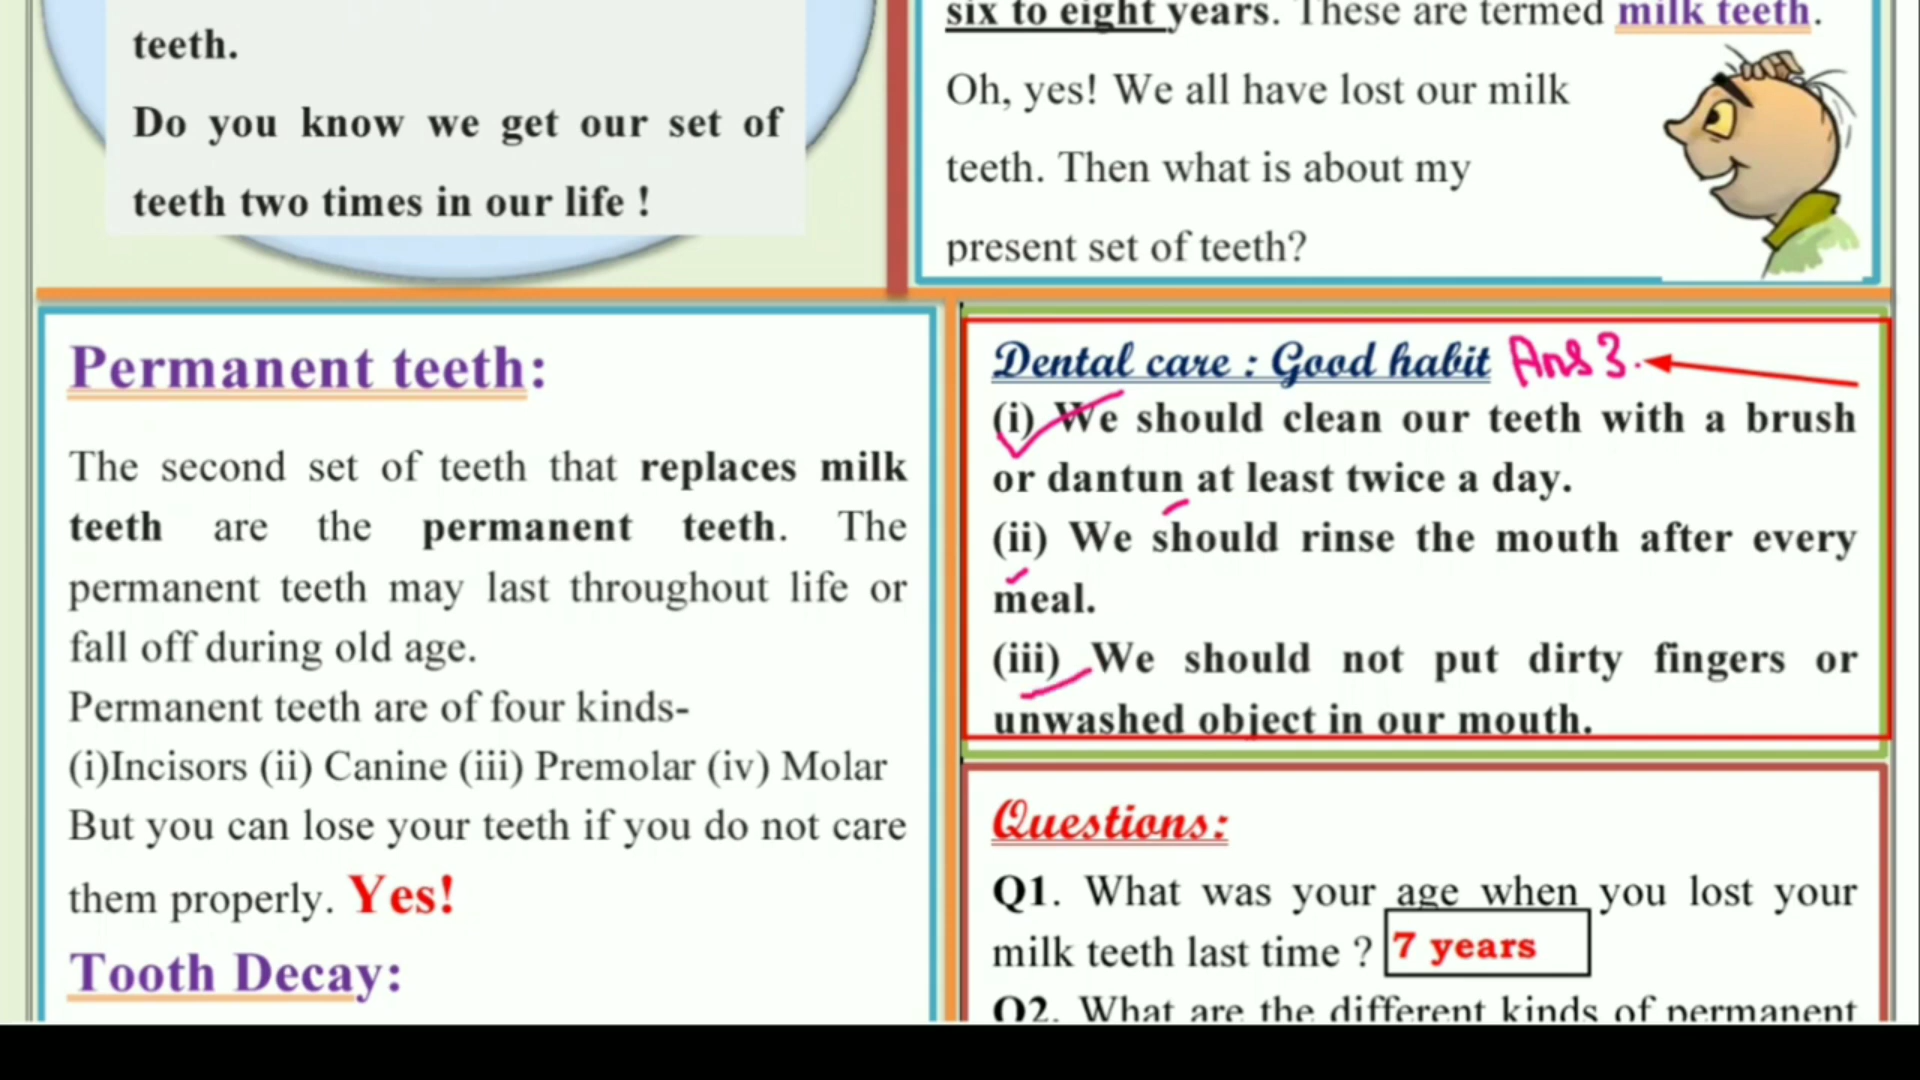 teeth.
Do you know we get our set of
teeth two times in our life !
six to eight years. These are termed milk teeth.
Oh, yes! We all have lost our milk
teeth. Then what is about my
present set of teeth?
Permanent teeth:
The second set of teeth that replaces milk
teeth are the permanent teeth. The
permanent teeth may last throughout life or
fall off during old age.
Permanent teeth are of four kinds-
(i)Incisors (ii) Canine (iii) Premolar (iv) Molar
But you can lose your teeth if you do not care
them properly. Yes!
Tooth Decay:
Dental care : Good habit Ans 3.
(i) We should clean our teeth with a brush
or dantun at least twice a day.
(ii) We should rinse the mouth after every
meal.
(iii) We should not put dirty fingers or
unwashed object in our mouth.
Questions:
Q1. What was your age when you lost your
milk teeth last time ? 7 years
Q2. What are the different kinds of permanent